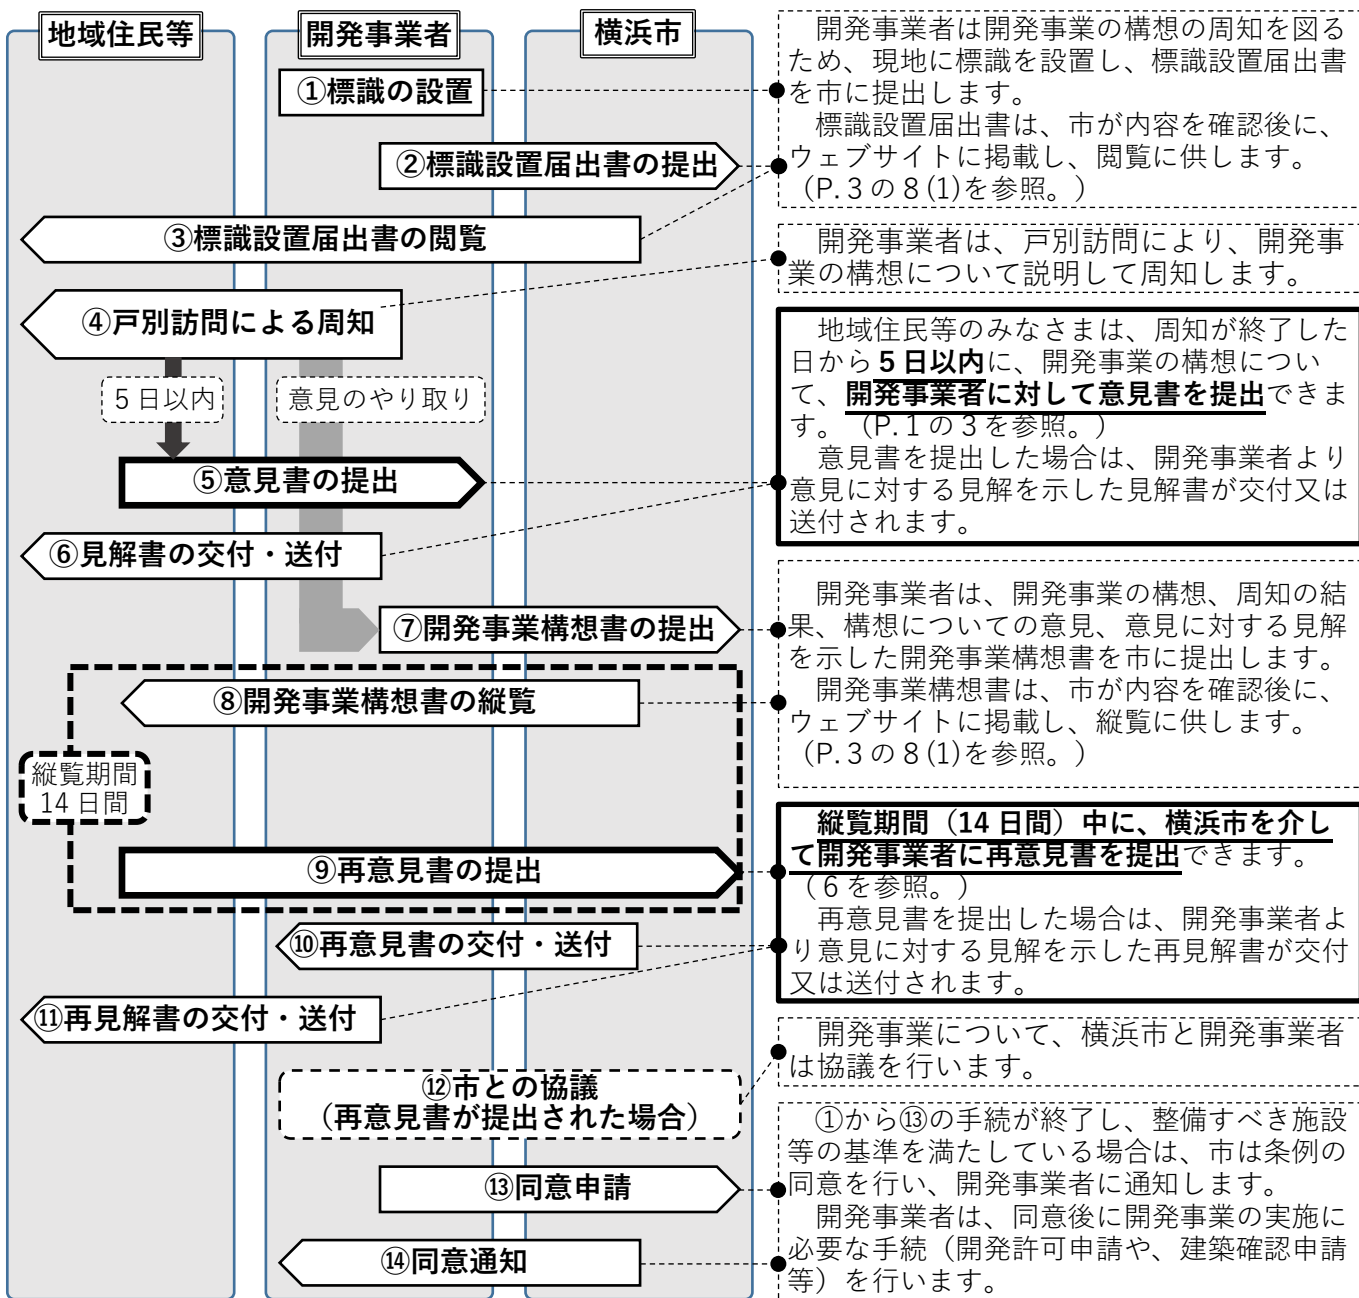 地域住民等
開発事業者
横浜市
①標識の設置
②標識設置届出書の提出
③標識設置届出書の閲覧
④戸別訪問による周知
5日以内
意見のやり取り
⑤意見書の提出
⑥見解書の交付・送付
⑦開発事業構想書の提出
⑧開発事業構想書の縦覧
縦覧期間
14日間
⑨再意見書の提出
⑩再意見書の交付・送付
⑪再見解書の交付・送付
⑫市との協議
(再意見書が提出された場合)
⑬同意申請
⑭同意通知
開発事業者は開発事業の構想の周知を図る
ため、現地に標識を設置し、標識設置届出書
を市に提出します。
標識設置届出書は、市が内容を確認後に、
ウェブサイトに掲載し、閲覧に供します。
(P.3の8(1)を参照。)
開発事業者は、戸別訪問により、開発事
業の構想について説明して周知します。
地域住民等のみなさまは、周知が終了した
日から5日以内に、開発事業の構想につい
て、開発事業者に対して意見書を提出できま
す。(P.1の3を参照。)
意見書を提出した場合は、開発事業者より
意見に対する見解を示した見解書が交付又は
送付されます。
開発事業者は、開発事業の構想、周知の結
果、構想についての意見、意見に対する見解
を示した開発事業構想書を市に提出します。
開発事業構想書は、市が内容を確認後に、
ウェブサイトに掲載し、縦覧に供します。
(P.3の8(1)を参照。)
縦覧期間(14日間)中に、横浜市を介し
て開発事業者に再意見書を提出できます。
(6を参照。)
再意見書を提出した場合は、開発事業者よ
り意見に対する見解を示した再見解書が交付
又は送付されます。
開発事業について、横浜市と開発事業者
は協議を行います。
①から⑬の手続が終了し、整備すべき施設
等の基準を満たしている場合は、市は条例の
同意を行い、開発事業者に通知します。
開発事業者は、同意後に開発事業の実施に
必要な手続(開発許可申請や、建築確認申請
等)を行います。